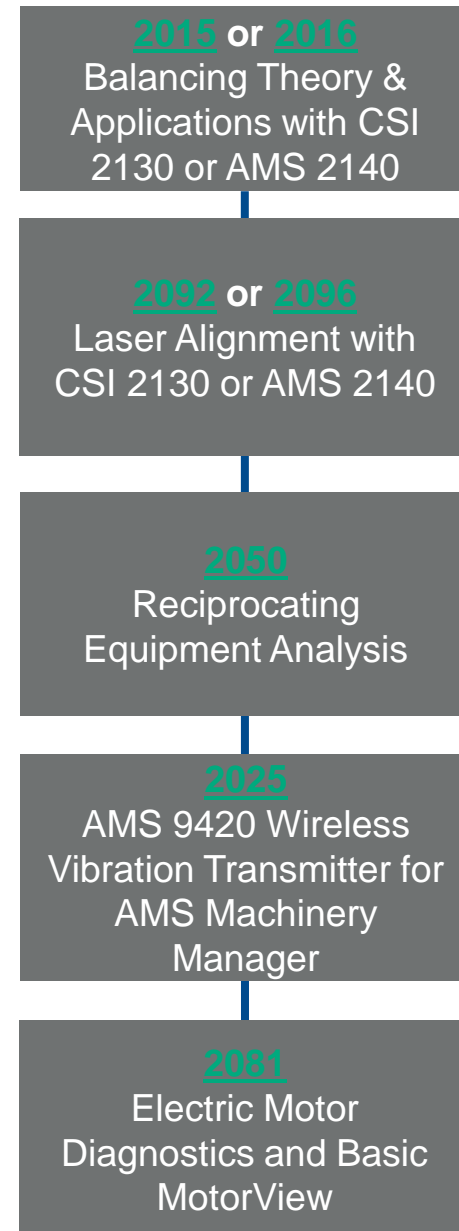 2015 or 2016
Balancing Theory &
Applications with CSI
2130 or AMS 2140
2092 or 2096
Laser Alignment with
CSI 2130 or AMS 2140
2050
Reciprocating
Equipment Analysis
2025
AMS 9420 Wireless
Vibration Transmitter for
AMS Machinery
Manager
2081
Electric Motor
Diagnostics and Basic
MotorView